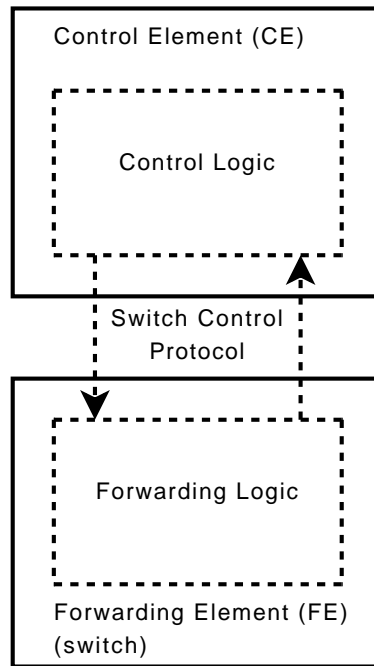 Control Element (CE)
Control Logic
Switch Control
Protocol
Forwarding Logic
Forwarding Element (FE)
(switch)